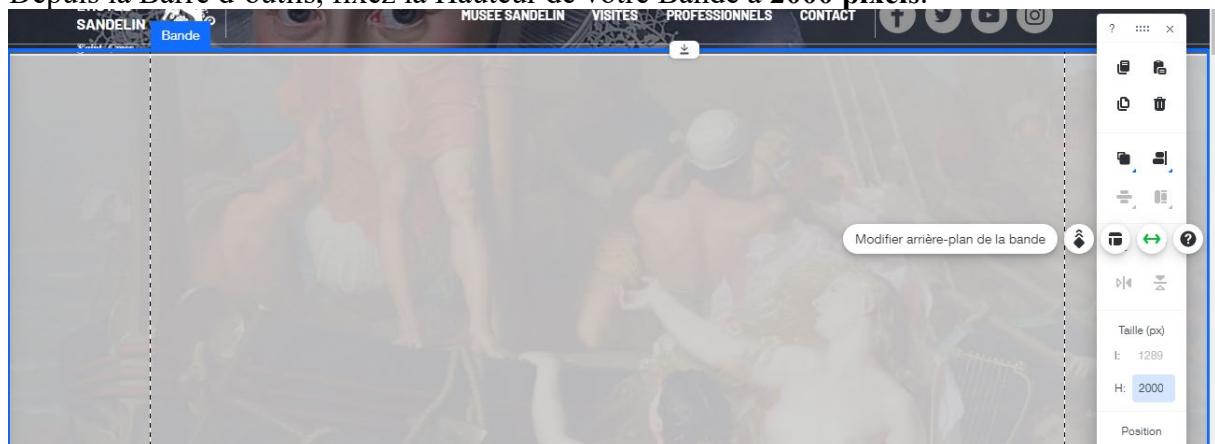 Depuis la Barre d'outils, fixez la Hauteur de votre Bande à 2000 pixels.
SANDELIN
Bande
MUSEE SANDELIN VISITES PROFESSIONNELS CONTACT
? ×
Modifier arrière-plan de la bande
?
Taille (px)
l: 1289
H: 2000
Position